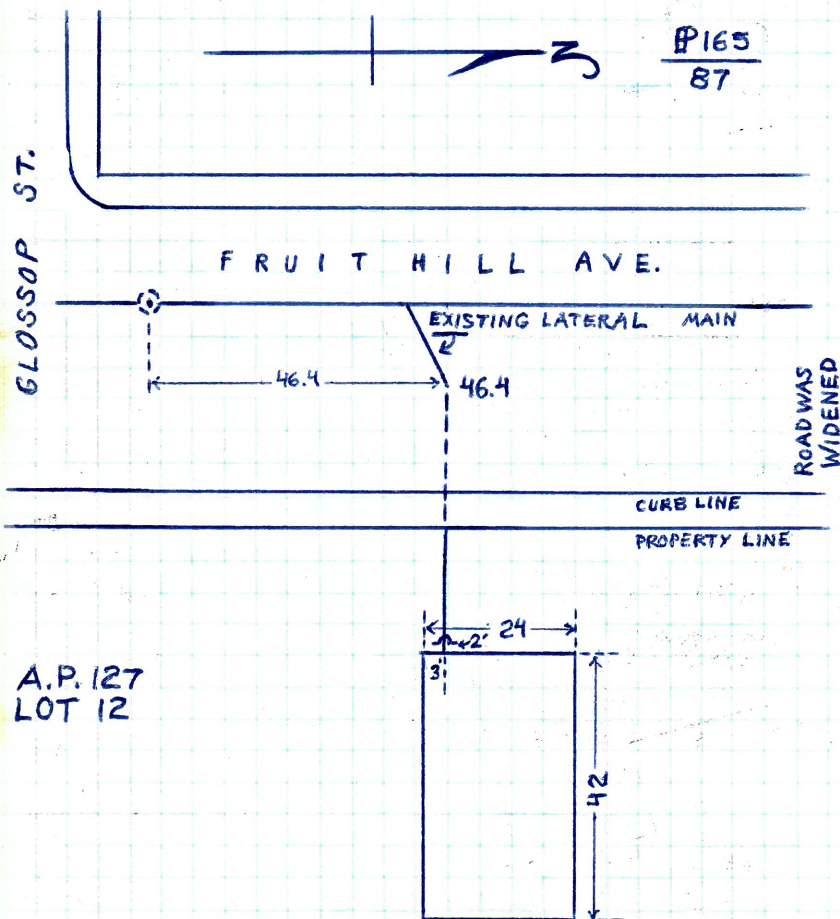 N
P165
87
GLOSSOP ST.
FRUIT HILL AVE.
EXISTING LATERAL MAIN
46.4
46.4
ROAD WAS
WIDENED
CURB LINE
PROPERTY LINE
24
2'
3
A.P. 127
LOT 12
42